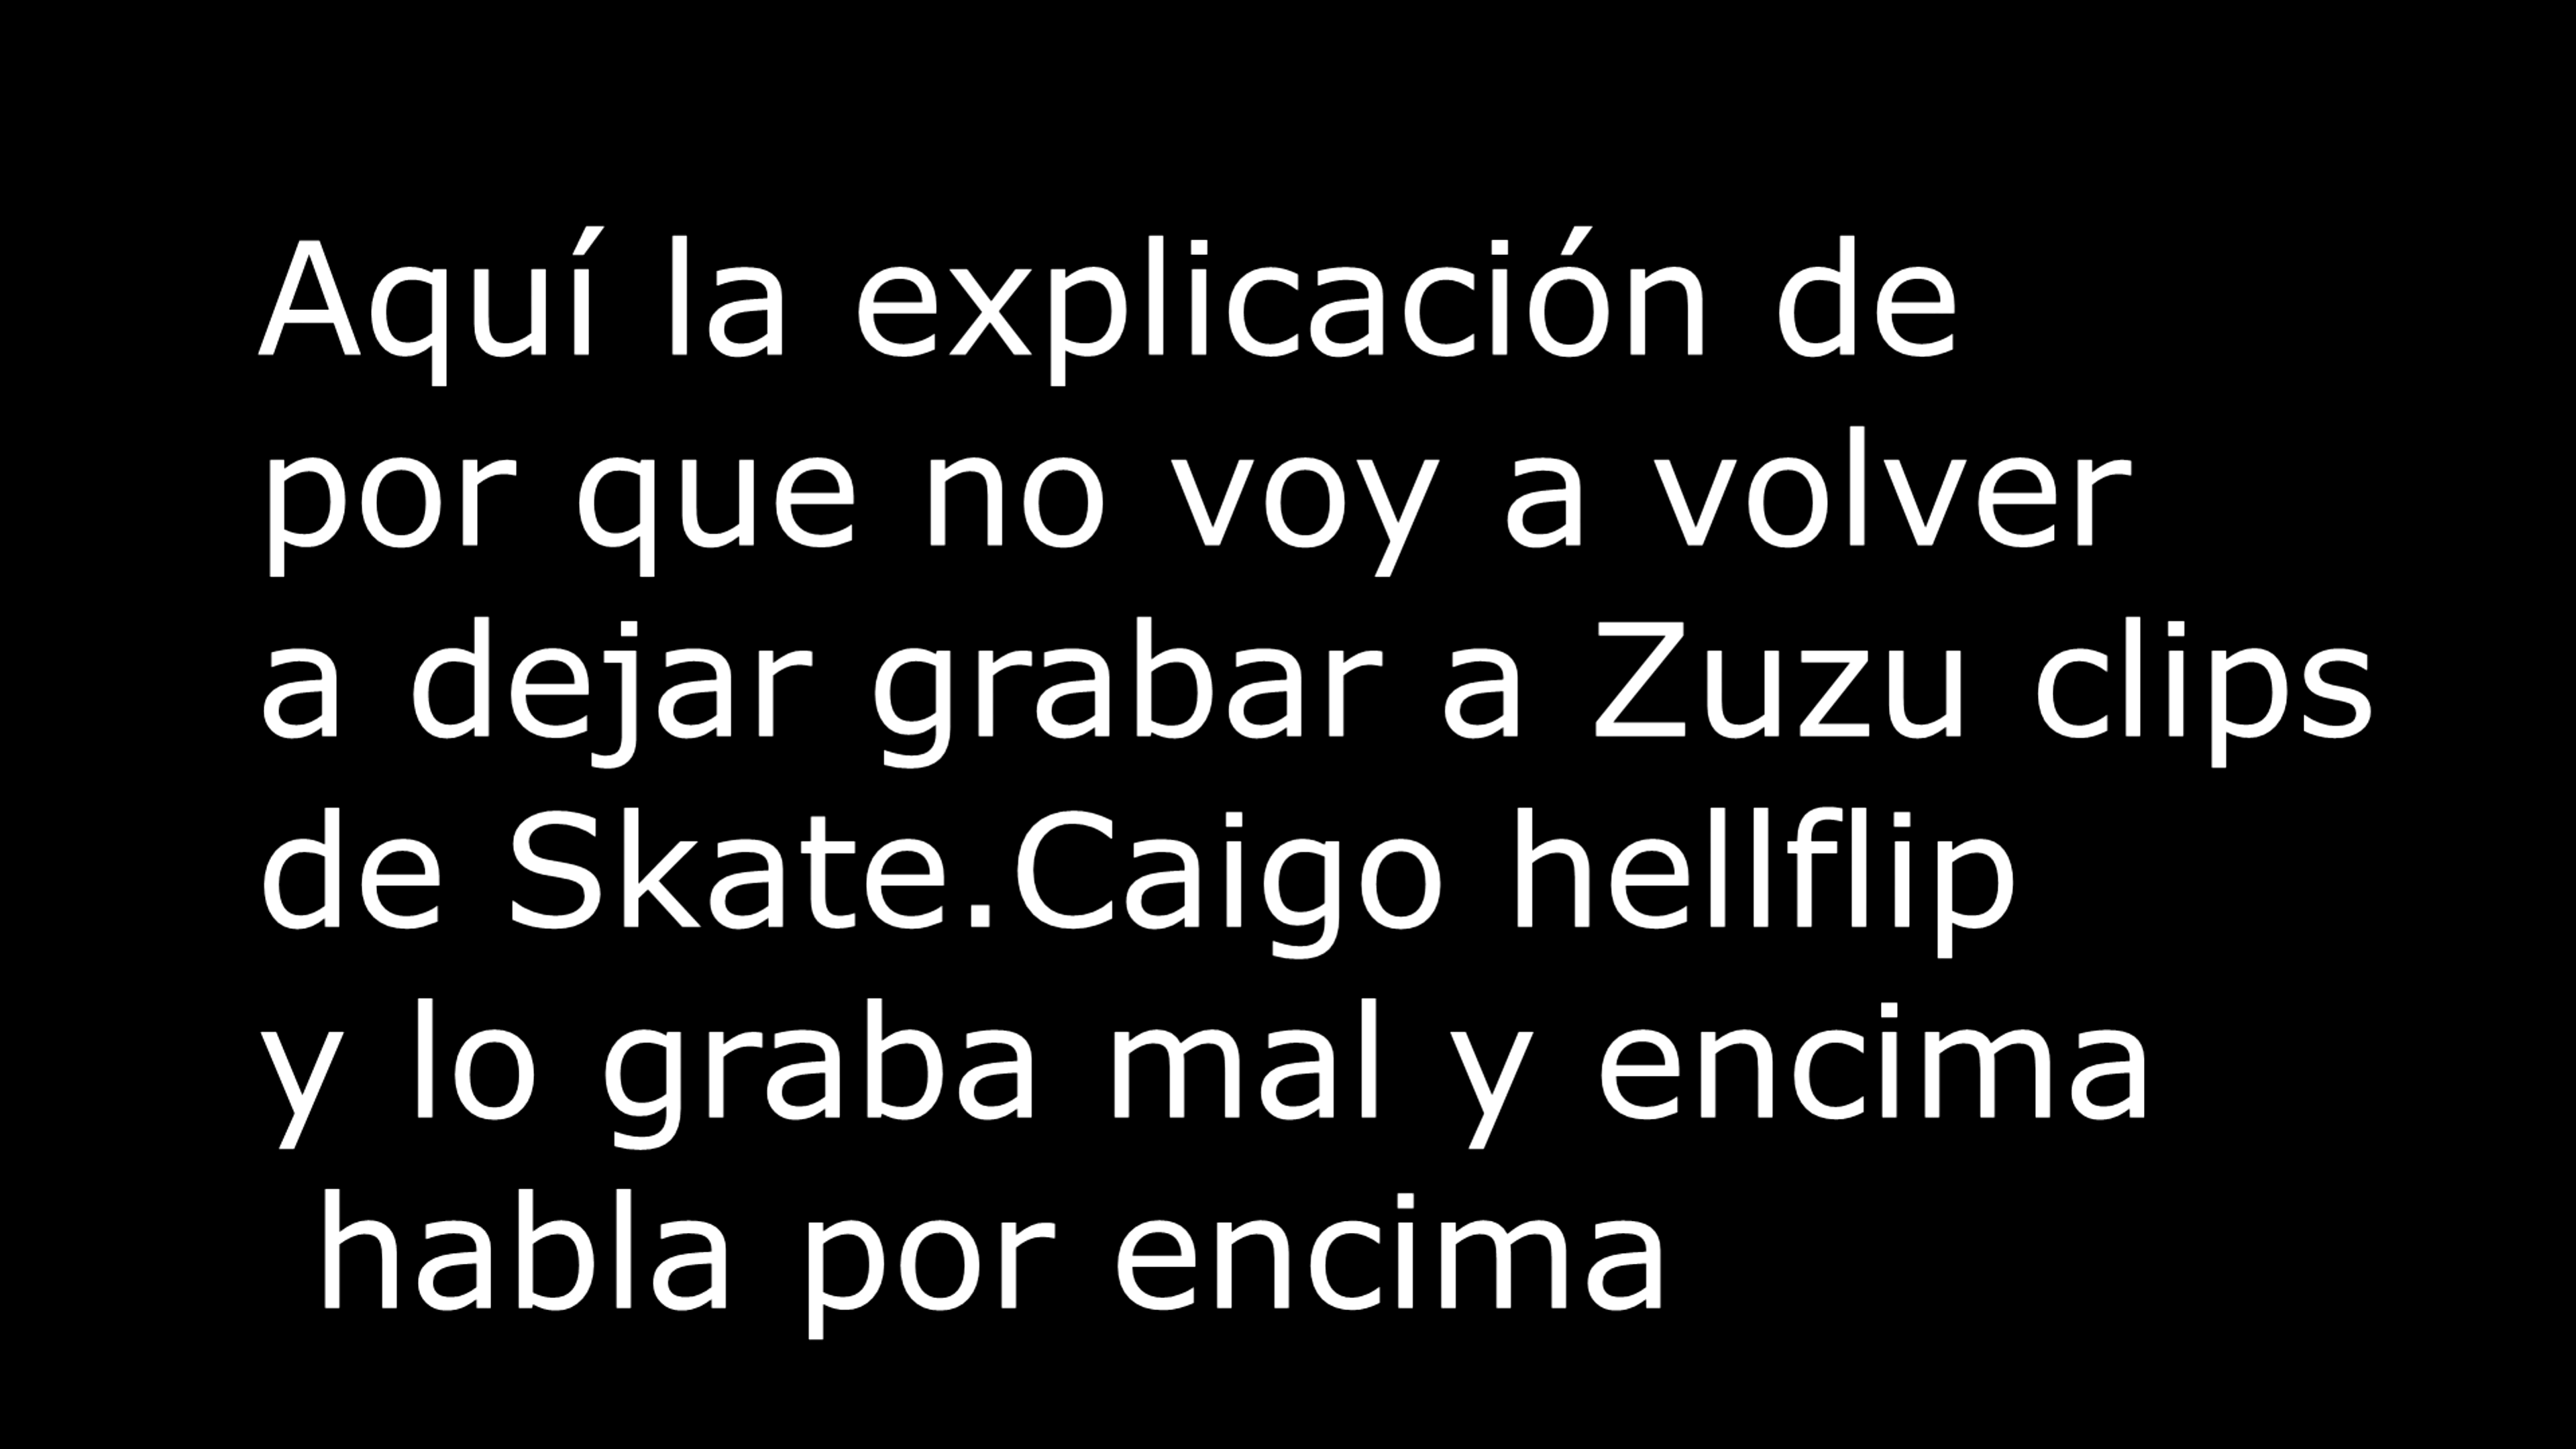 Aquí la explicación de
por que no voy a volver
a dejar grabar a Zuzu clips
de Skate.Caigo hellflip
y lo graba mal y encima
habla por encima